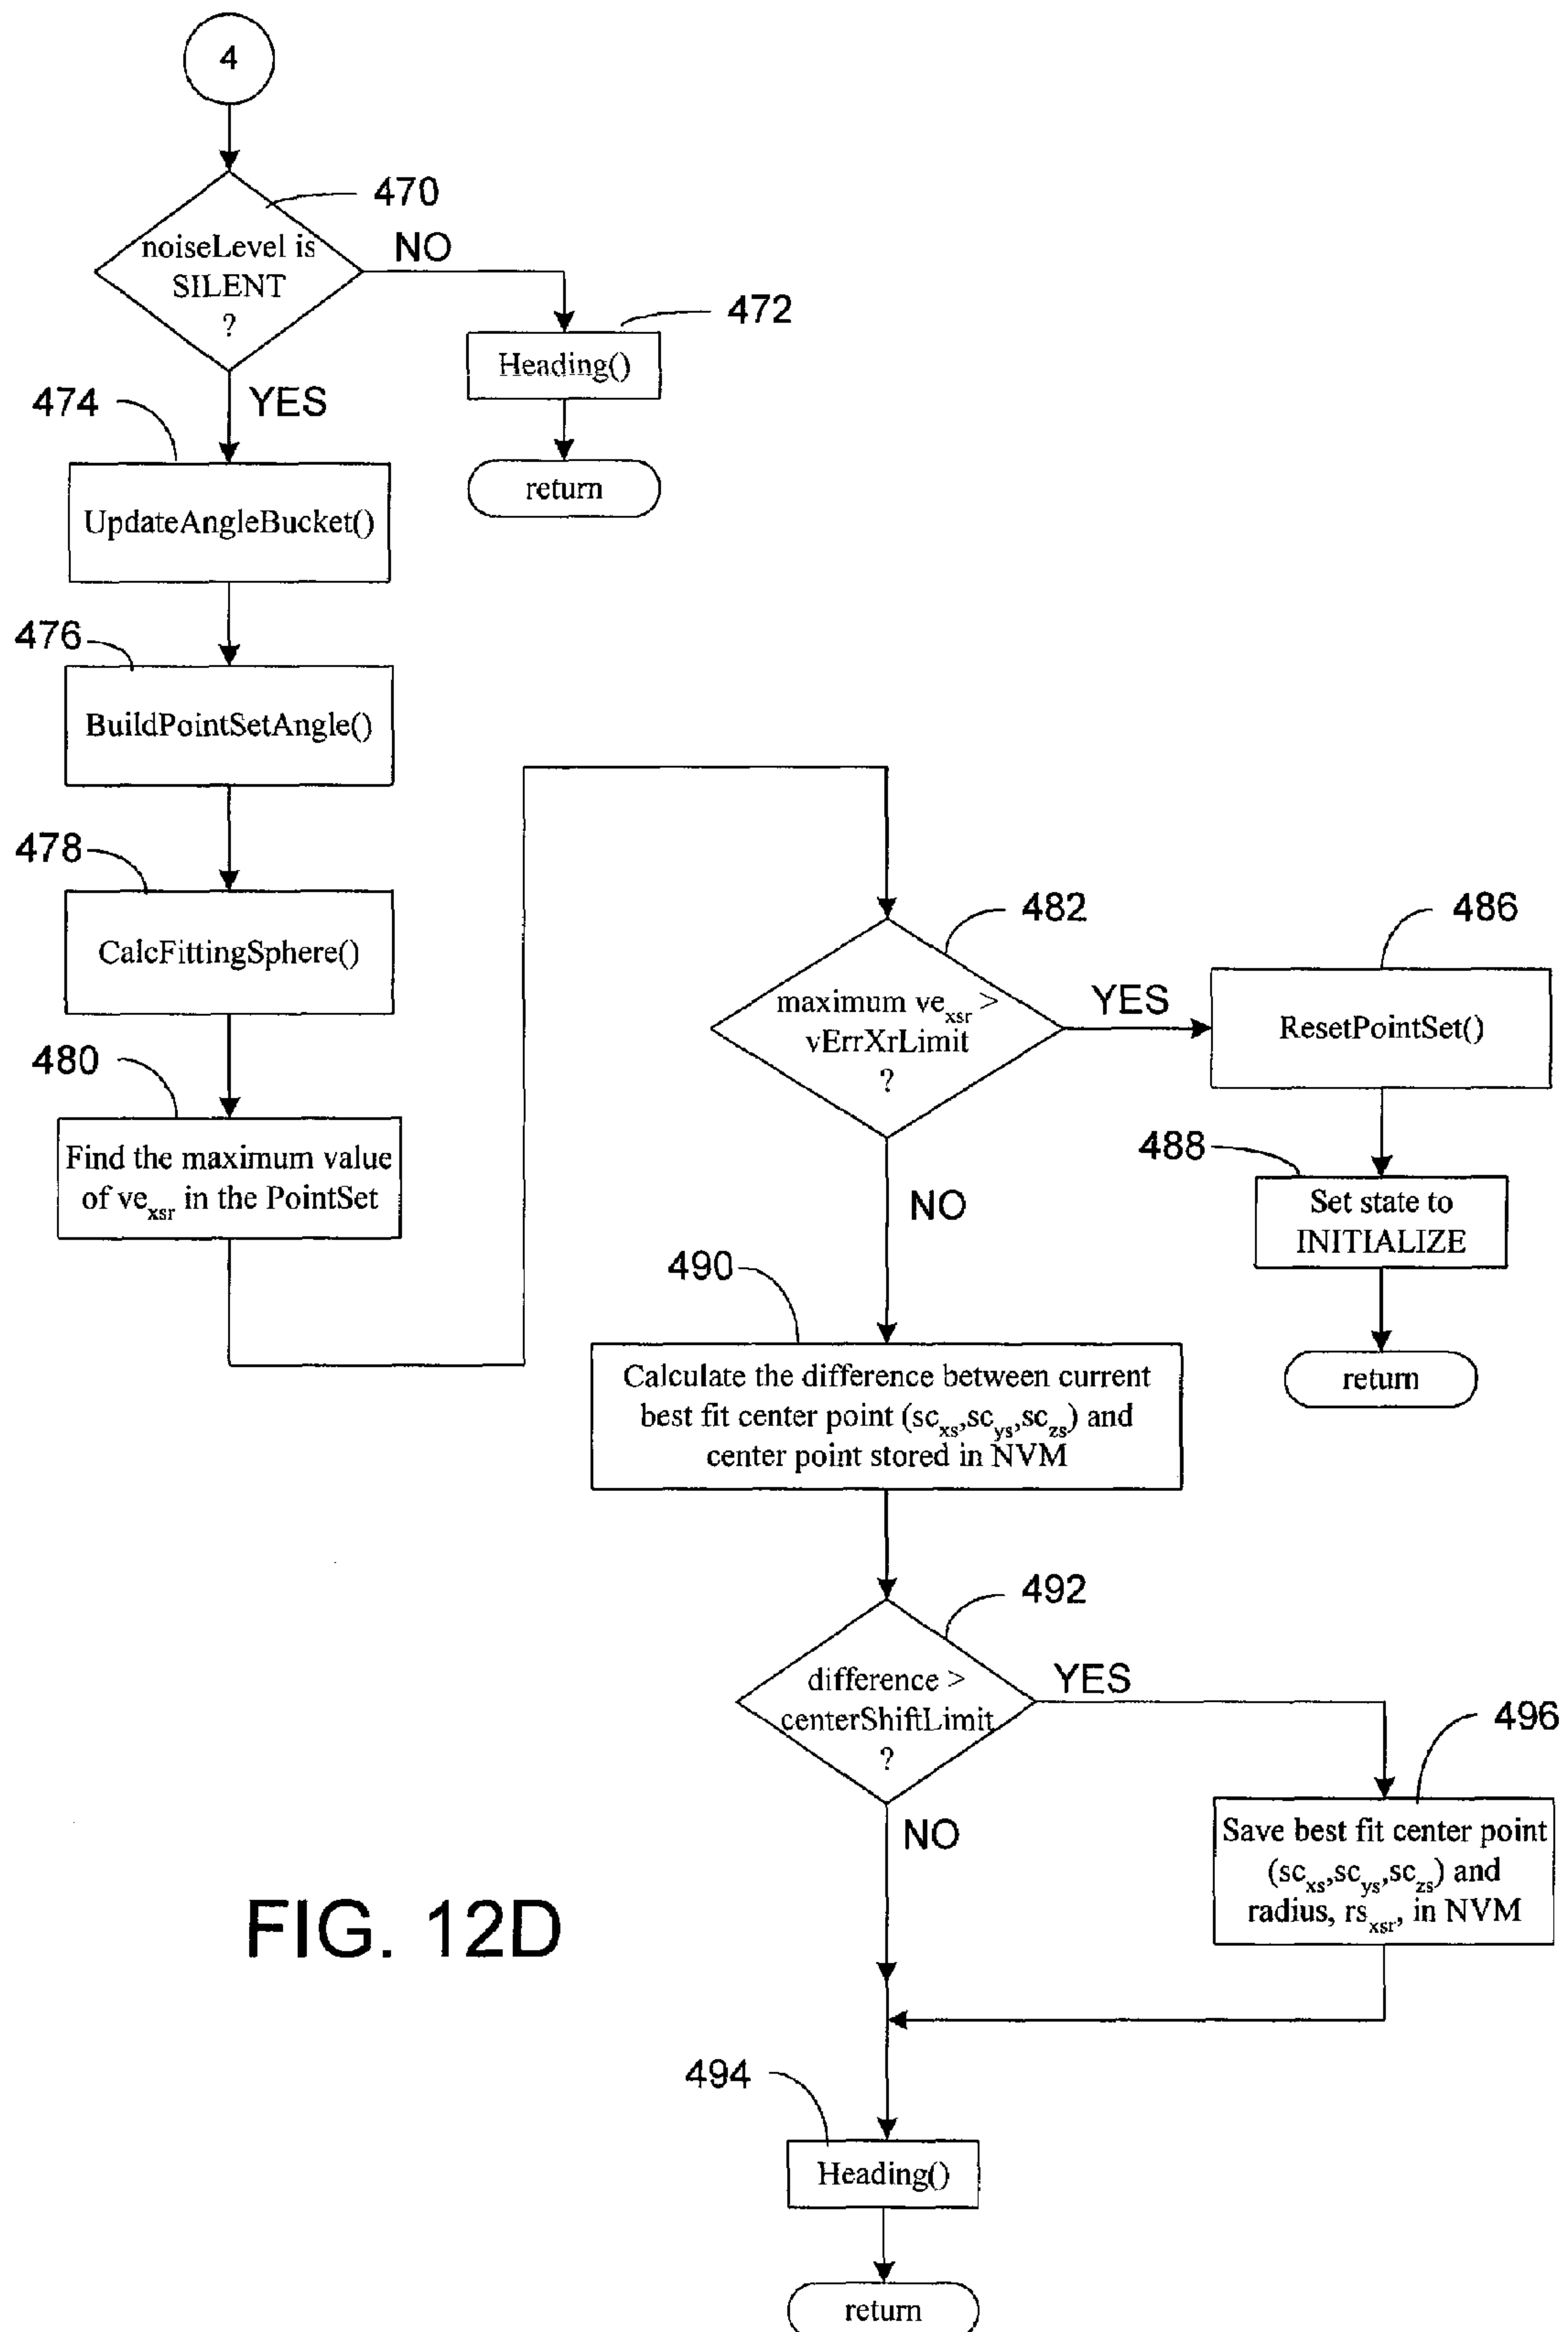 4
470
noiseLevel is
SILENT
?
NO
472
Heading()
return
YES
474
UpdateAngleBucket()
476
BuildPointSetAngle()
478
CalcFittingSphere()
480
Find the maximum value
of ve_xsr in the PointSet
482
maximum ve_xsr >
vErrXrLimit
?
YES
486
ResetPointSet()
488
Set state to
INITIALIZE
return
NO
490
Calculate the difference between current
best fit center point (sc_xs,sc_ys,sc_zs) and
center point stored in NVM
492
difference >
centerShiftLimit
?
YES
496
Save best fit center point
(sc_xs,sc_ys,sc_zs) and
radius, rs_xsr, in NVM
NO
494
Heading()
return
FIG. 12D